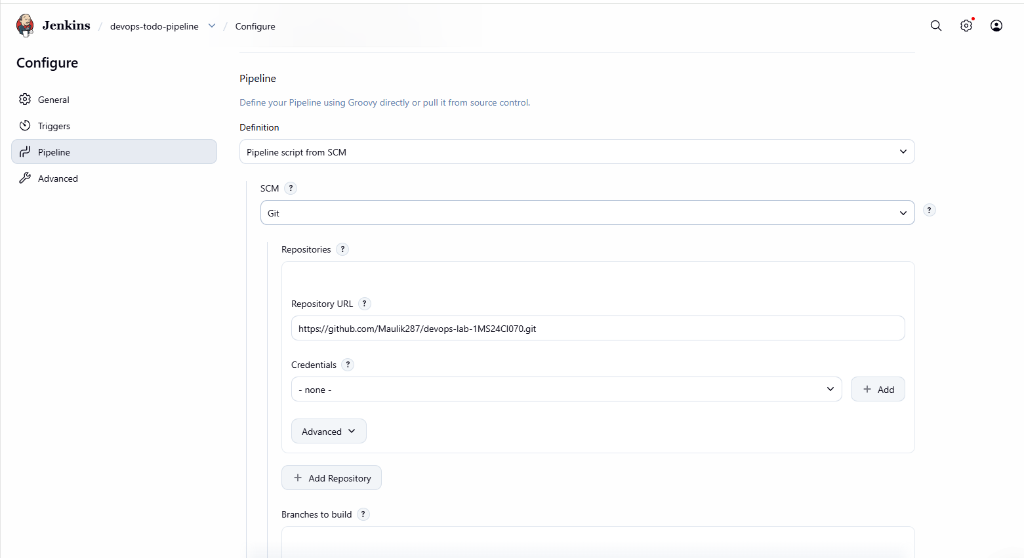 Jenkins / devops-todo-pipeline / Configure
Configure
General
Triggers
Pipeline
Advanced
Pipeline
Define your Pipeline using Groovy directly or pull it from source control.
Definition
Pipeline script from SCM
SCM ?
Git
?
Repositories ?
Repository URL ?
https://github.com/Maulik287/devops-lab-1MS24CI070.git
Credentials ?
- none -
+ Add
Advanced
+ Add Repository
Branches to build ?